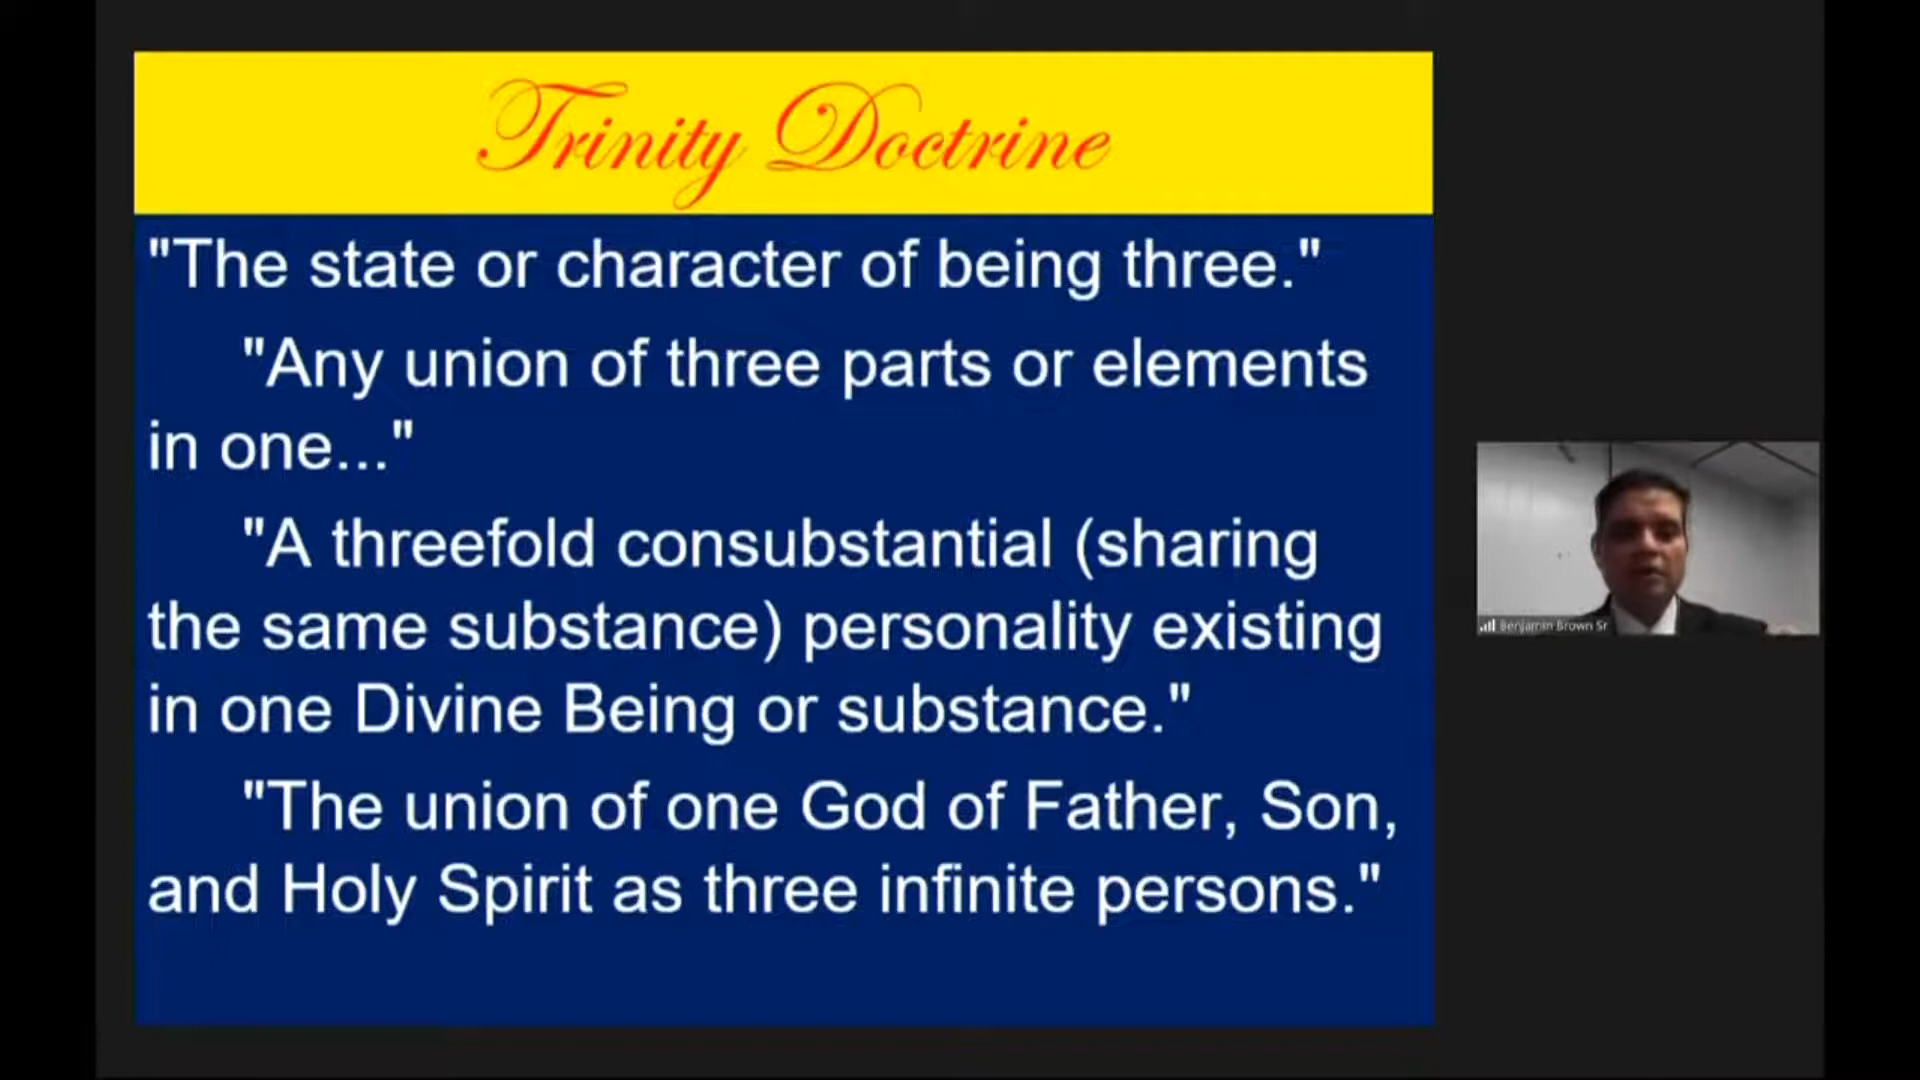 Trinity Doctrine
"The state or character of being three."
"Any union of three parts or elements
in one..."
"A threefold consubstantial (sharing
the same substance) personality existing
in one Divine Being or substance."
"The union of one God of Father, Son,
and Holy Spirit as three infinite persons."
Benjamin Brown Sr